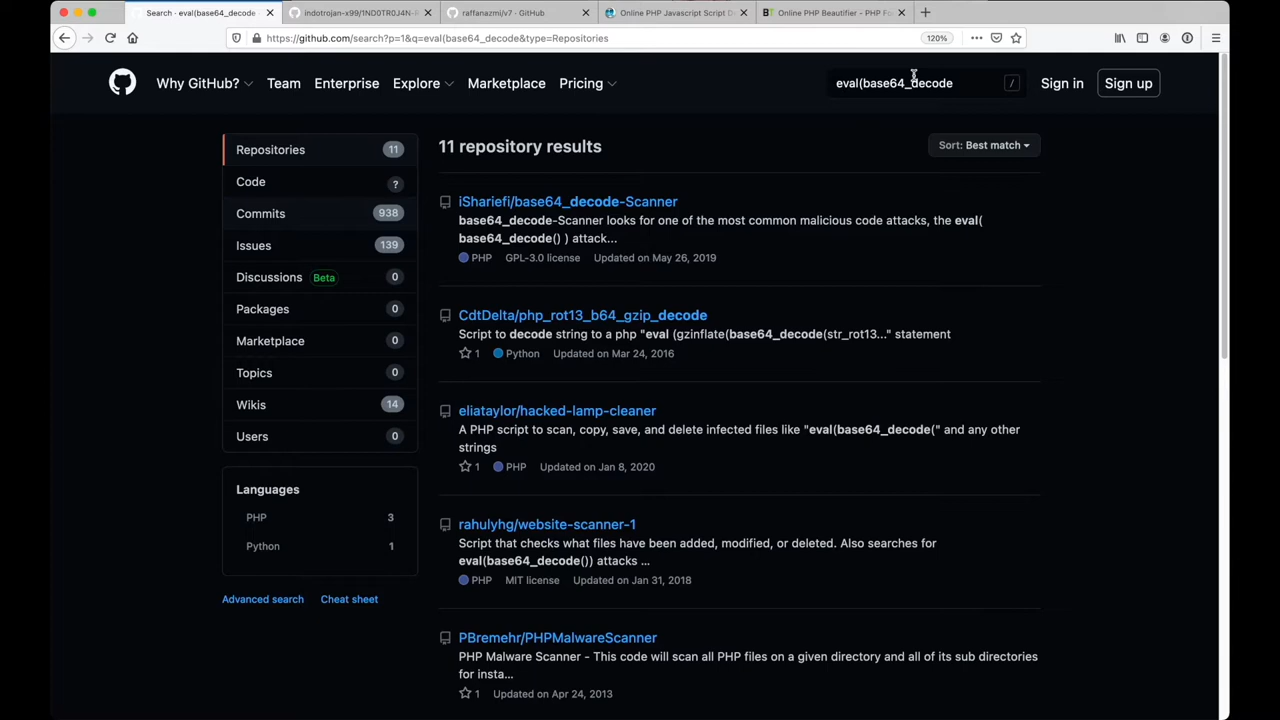 Search · eval(base64_decode
indotrojan-x99/1ND0TR0J4N-
raffanazmi/v7 · GitHub
Online PHP Javascript Script D
Online PHP Beautifier - PHP Fo
https://github.com/search?p=1&q=eval(base64_decode&type=Repositories
120%
Why GitHub?
Team
Enterprise
Explore
Marketplace
Pricing
eval(base64_decode
/
Sign in
Sign up
Repositories 11
Code ?
Commits 938
Issues 139
Discussions Beta 0
Packages 0
Marketplace 0
Topics 0
Wikis 14
Users 0
Languages
PHP 3
Python 1
Advanced search
Cheat sheet
11 repository results
Sort: Best match
iShariefi/base64_decode-Scanner
base64_decode-Scanner looks for one of the most common malicious code attacks, the eval(
base64_decode() ) attack...
PHP GPL-3.0 license Updated on May 26, 2019
CdtDelta/php_rot13_b64_gzip_decode
Script to decode string to a php "eval (gzinflate(base64_decode(str_rot13..." statement
1 Python Updated on Mar 24, 2016
eliataylor/hacked-lamp-cleaner
A PHP script to scan, copy, save, and delete infected files like "eval(base64_decode(" and any other
strings
1 PHP Updated on Jan 8, 2020
rahulyhg/website-scanner-1
Script that checks what files have been added, modified, or deleted. Also searches for
eval(base64_decode()) attacks ...
PHP MIT license Updated on Jan 31, 2018
PBremehr/PHPMalwareScanner
PHP Malware Scanner - This code will scan all PHP files on a given directory and all of its sub directories
for insta...
1 Updated on Apr 24, 2013